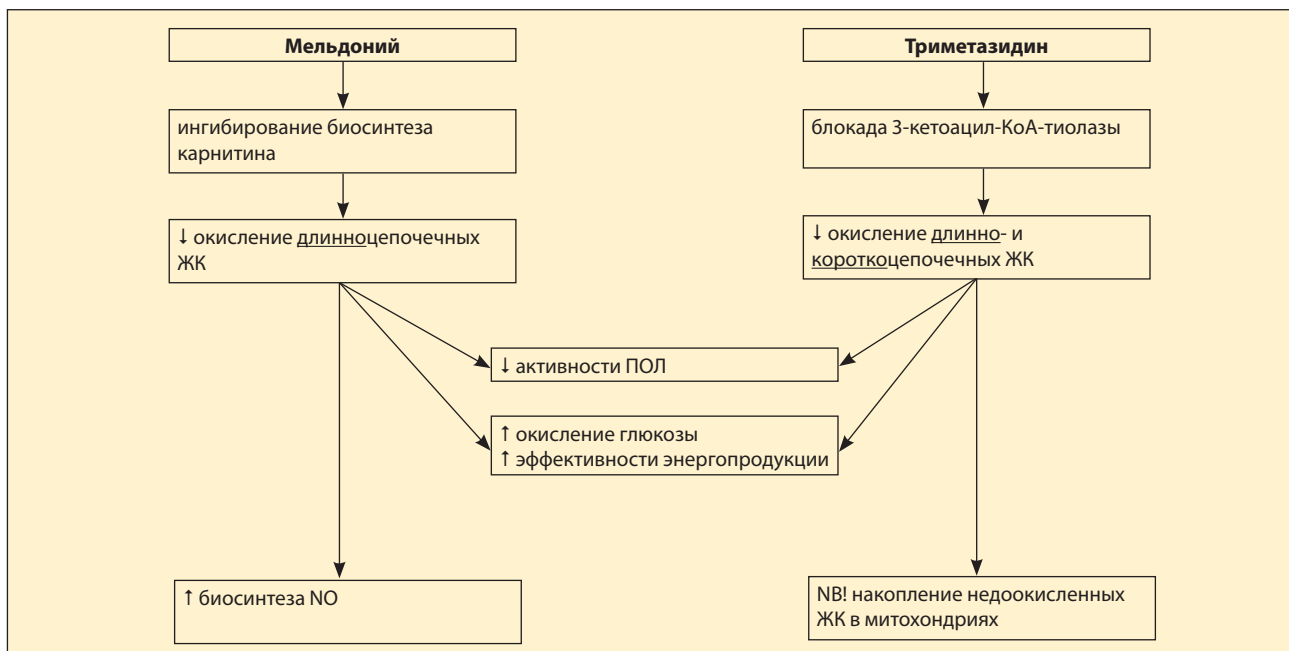 Мельдоний
Триметазидин
ингибирование биосинтеза
карнитина
блокада 3-кетоацил-КоА-тиолазы
↓ окисление длинноцепочечных
ЖК
↓ окисление длинно- и
короткоцепочечных ЖК
↓ активности ПОЛ
↑ окисление глюкозы
↑ эффективности энергопродукции
↑ биосинтеза NO
NB! накопление недоокисленных
ЖК в митохондриях